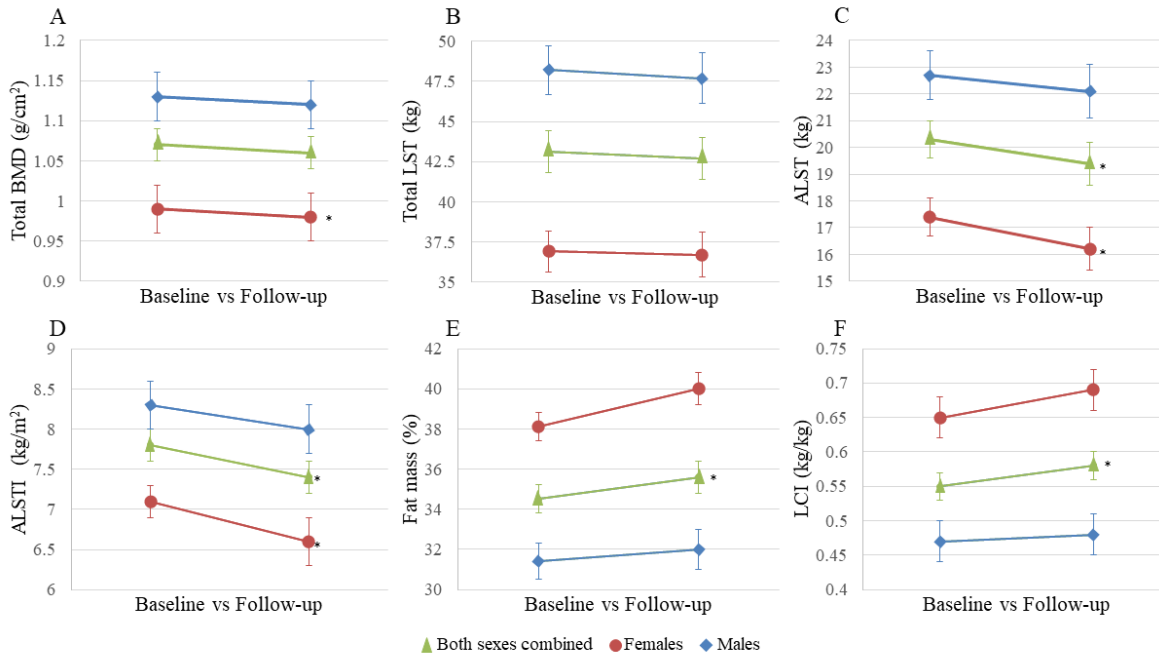 A
Total BMD (g/cm²)
1.2
1.15
1.1
1.05
1
0.95
0.9
*
Baseline vs Follow-up
B
Total LST (kg)
50
47.5
45
42.5
40
37.5
35
Baseline vs Follow-up
C
ALST (kg)
24
23
22
21
20
19
18
17
16
15
*
*
Baseline vs Follow-up
D
ALSTI (kg/m²)
9
8.5
8
7.5
7
6.5
6
*
*
Baseline vs Follow-up
E
Fat mass (%)
42
40
38
36
34
32
30
*
Baseline vs Follow-up
F
LCI (kg/kg)
0.75
0.7
0.65
0.6
0.55
0.5
0.45
0.4
*
Baseline vs Follow-up
Both sexes combined Females Males